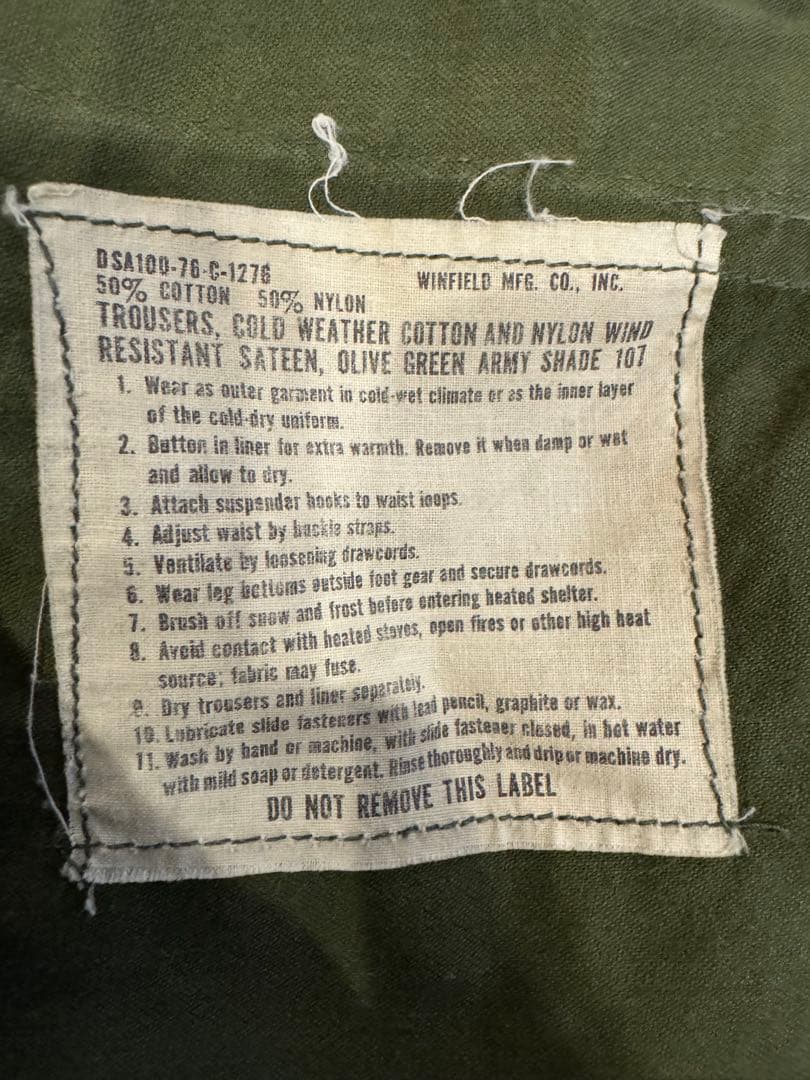 DSA100-76-C-1276
WINFIELD MFG. CO., INC.
50% COTTON 50% NYLON
TROUSERS, COLD WEATHER COTTON AND NYLON WIND
RESISTANT SATEEN, OLIVE GREEN ARMY SHADE 107
1. Wear as outer garment in cold-wet climate or as the inner layer
of the cold-dry uniform.
2. Button in liner for extra warmth. Remove it when damp or wet
and allow to dry.
3. Attach suspender hooks to waist loops.
4. Adjust waist by buckle straps.
5. Ventilate by loosening drawcords.
6. Wear leg bottoms outside foot gear and secure drawcords.
7. Brush off snow and frost before entering heated shelter.
8. Avoid contact with heated stoves, open fires or other high heat
source; fabric may fuse.
9. Dry trousers and liner separately.
10. Lubricate slide fasteners with lead pencil, graphite or wax.
11. Wash by hand or machine, with slide fastener closed, in hot water
with mild soap or detergent. Rinse thoroughly and drip or machine dry.
DO NOT REMOVE THIS LABEL